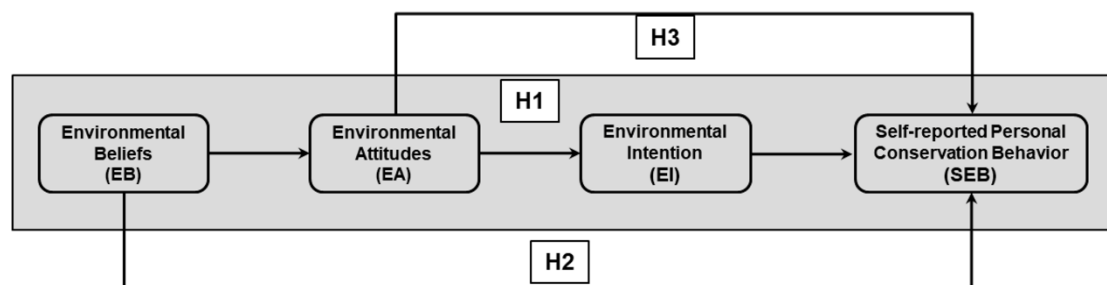 H3
H1
Environmental
Beliefs
(EB)
Environmental
Attitudes
(EA)
Environmental
Intention
(EI)
Self-reported Personal
Conservation Behavior
(SEB)
H2